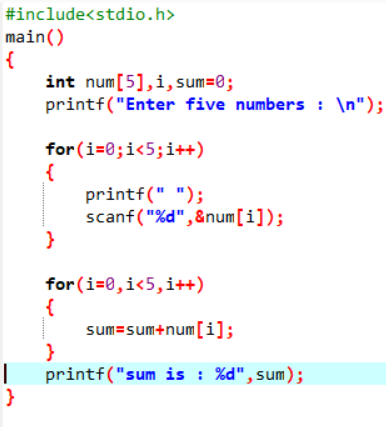 #include<stdio.h>
main()
{
    int num[5],i,sum=0;
    printf("Enter five numbers : \n");

    for(i=0;i<5;i++)
    {
        printf(" ");
        scanf("%d",&num[i]);
    }

    for(i=0,i<5,i++)
    {
        sum=sum+num[i];
    }
    printf("sum is : %d",sum);
}